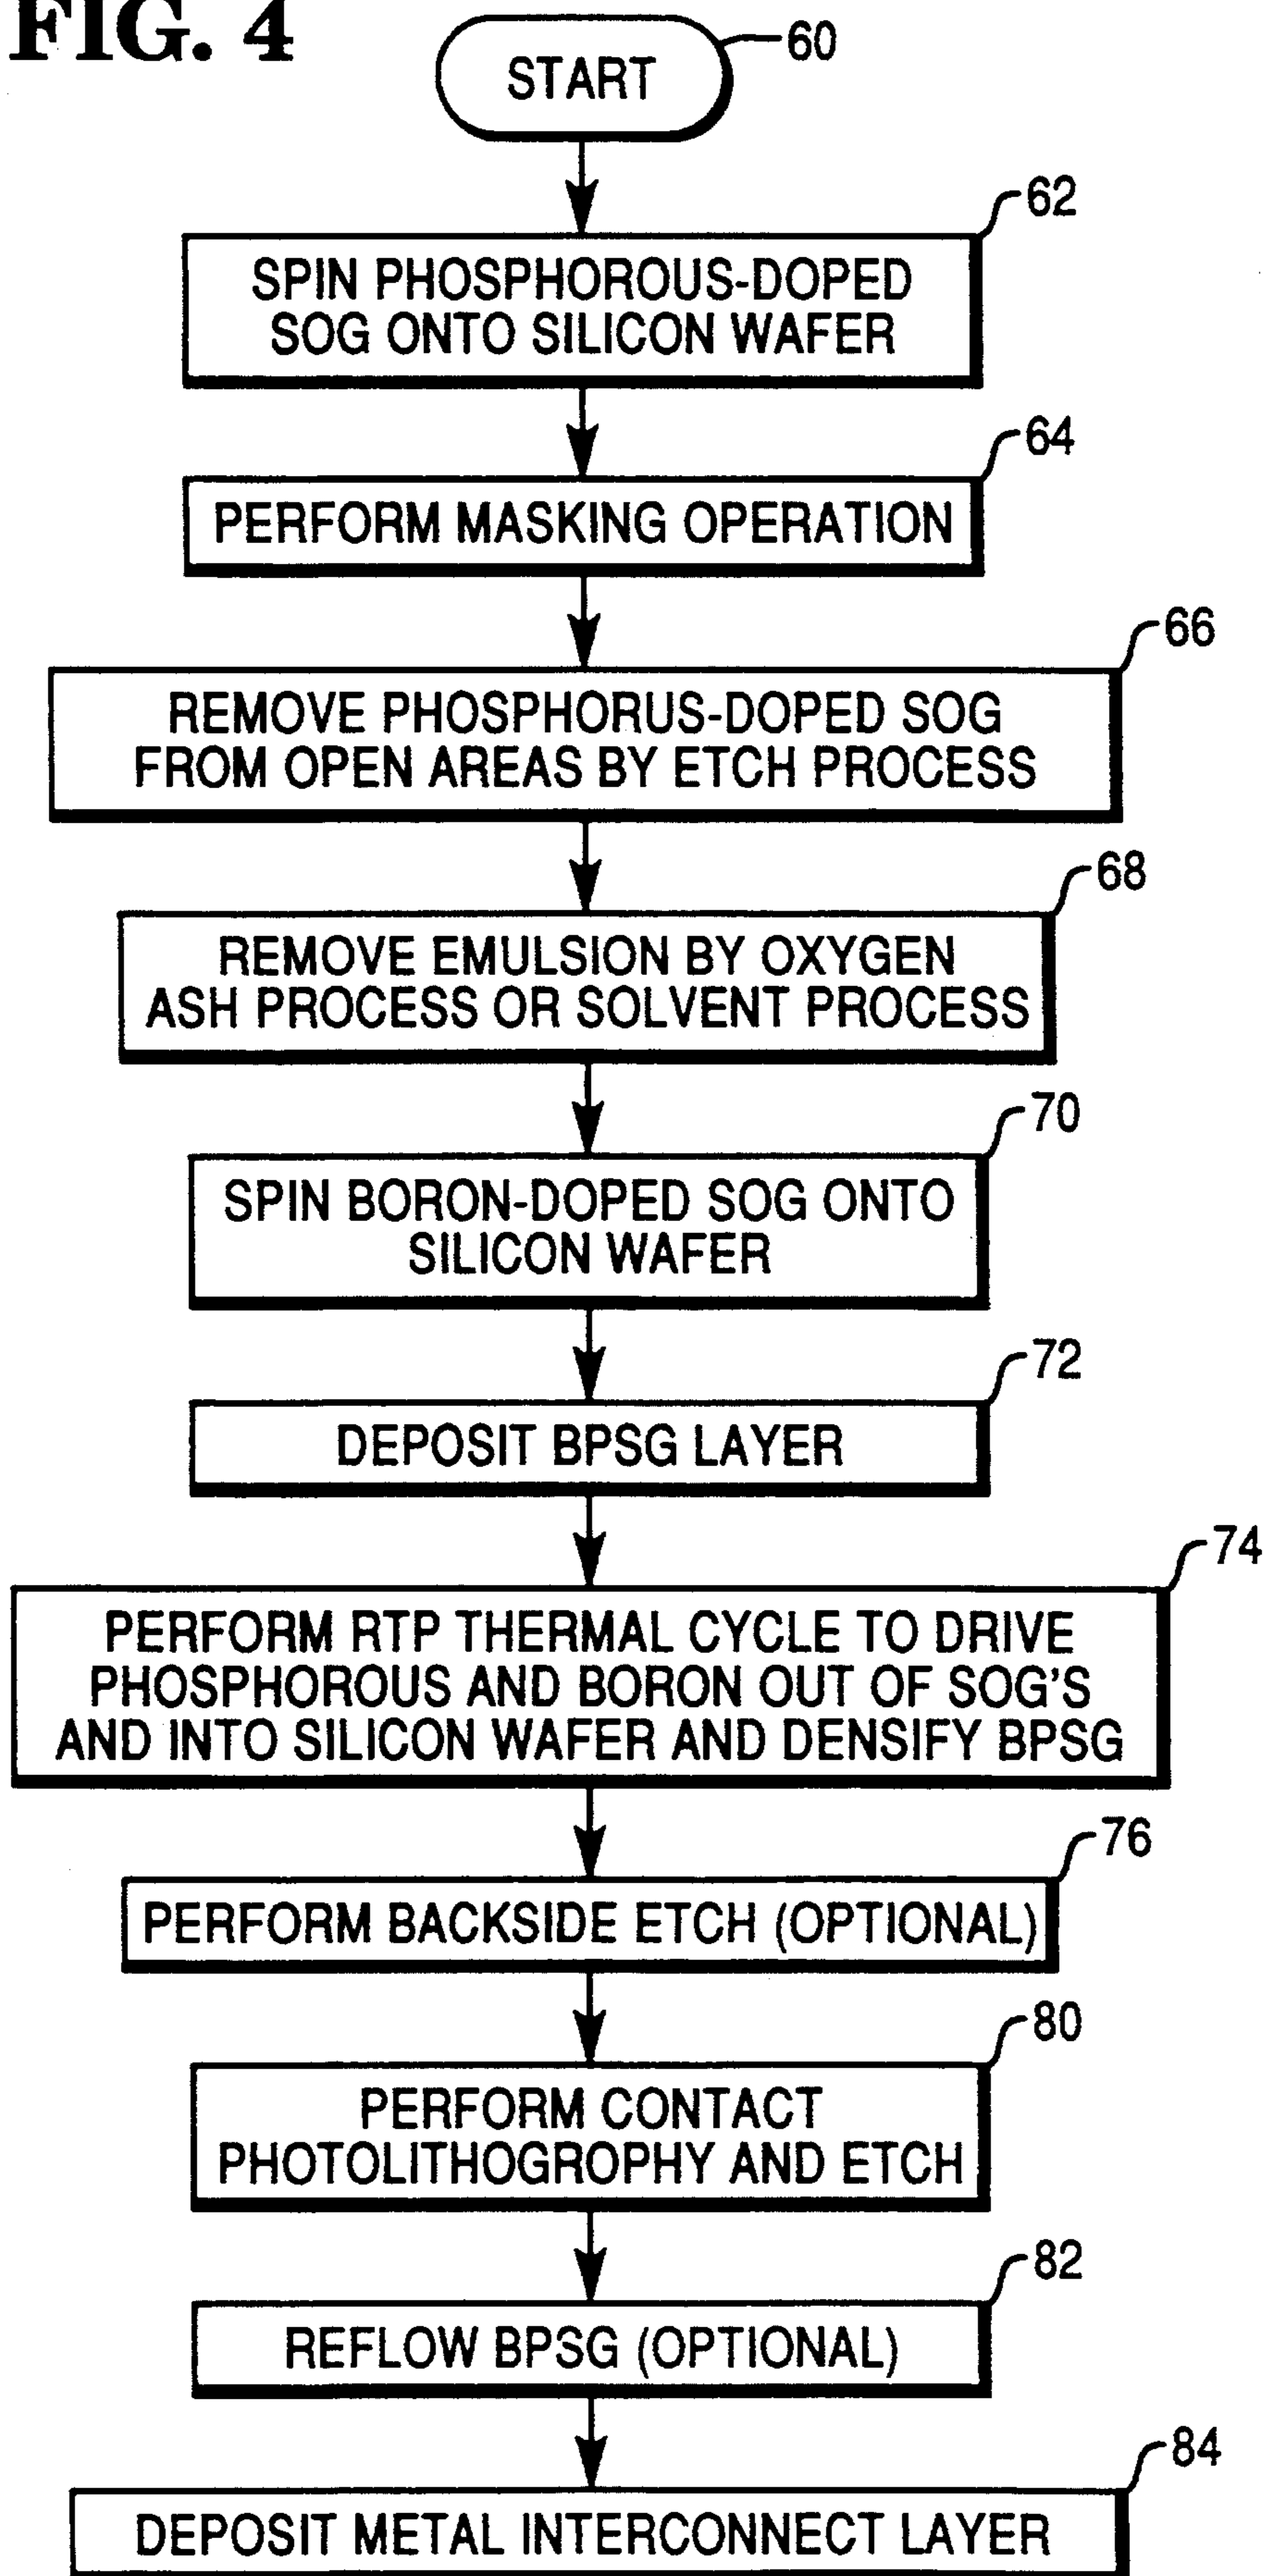 FIG. 4
START
60
62
SPIN PHOSPHOROUS-DOPED
SOG ONTO SILICON WAFER
64
PERFORM MASKING OPERATION
66
REMOVE PHOSPHORUS-DOPED SOG
FROM OPEN AREAS BY ETCH PROCESS
68
REMOVE EMULSION BY OXYGEN
ASH PROCESS OR SOLVENT PROCESS
70
SPIN BORON-DOPED SOG ONTO
SILICON WAFER
72
DEPOSIT BPSG LAYER
74
PERFORM RTP THERMAL CYCLE TO DRIVE
PHOSPHOROUS AND BORON OUT OF SOG'S
AND INTO SILICON WAFER AND DENSIFY BPSG
76
PERFORM BACKSIDE ETCH (OPTIONAL)
80
PERFORM CONTACT
PHOTOLITHOGROPHY AND ETCH
82
REFLOW BPSG (OPTIONAL)
84
DEPOSIT METAL INTERCONNECT LAYER